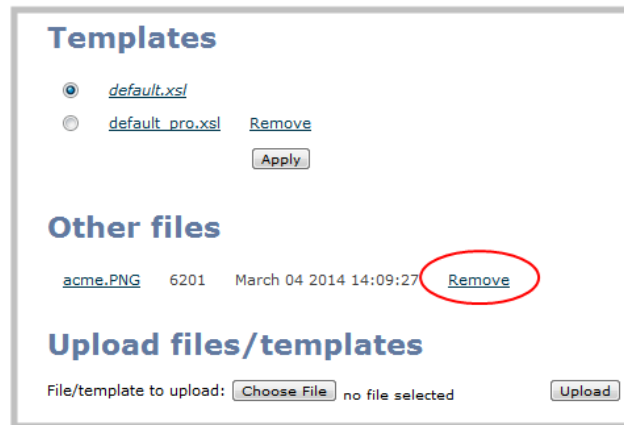 Templates
default.xsl
default_pro.xsl Remove
Apply
Other files
acme.PNG 6201 March 04 2014 14:09:27 Remove
Upload files/templates
File/template to upload: Choose File no file selected Upload